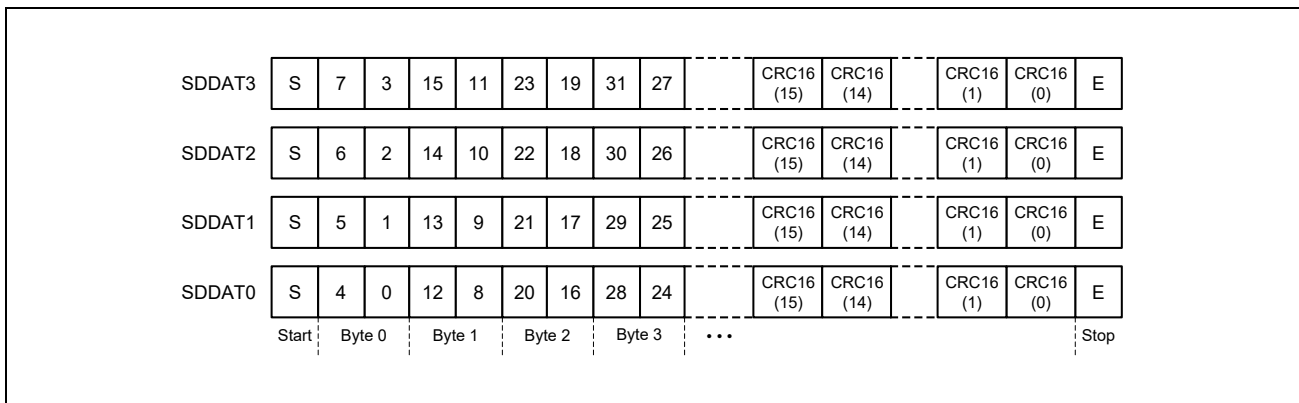 SDDAT3 S 7 3 15 11 23 19 31 27 CRC16 (15) CRC16 (14) CRC16 (1) CRC16 (0) E
SDDAT2 S 6 2 14 10 22 18 30 26 CRC16 (15) CRC16 (14) CRC16 (1) CRC16 (0) E
SDDAT1 S 5 1 13 9 21 17 29 25 CRC16 (15) CRC16 (14) CRC16 (1) CRC16 (0) E
SDDAT0 S 4 0 12 8 20 16 28 24 CRC16 (15) CRC16 (14) CRC16 (1) CRC16 (0) E
Start Byte 0 Byte 1 Byte 2 Byte 3 • • • Stop